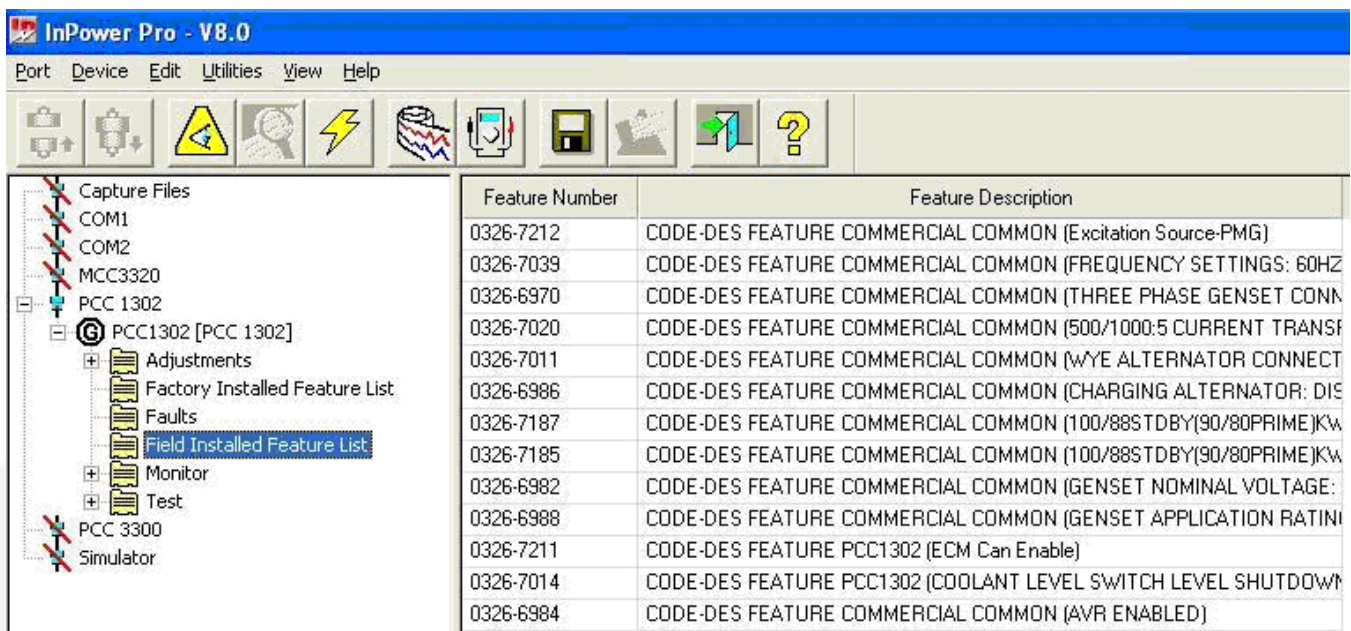 InPower Pro - V8.0
Port Device Edit Utilities View Help
Capture Files
COM1
COM2
MCC3320
PCC 1302
PCC1302 [PCC 1302]
Adjustments
Factory Installed Feature List
Faults
Field Installed Feature List
Monitor
Test
PCC 3300
Simulator
Feature Number Feature Description
0326-7212 CODE-DES FEATURE COMMERCIAL COMMON (Excitation Source-PMG)
0326-7039 CODE-DES FEATURE COMMERCIAL COMMON (FREQUENCY SETTINGS: 60HZ
0326-6970 CODE-DES FEATURE COMMERCIAL COMMON (THREE PHASE GENSET CONN
0326-7020 CODE-DES FEATURE COMMERCIAL COMMON (500/1000:5 CURRENT TRANSF
0326-7011 CODE-DES FEATURE COMMERCIAL COMMON (WYE ALTERNATOR CONNECT
0326-6986 CODE-DES FEATURE COMMERCIAL COMMON (CHARGING ALTERNATOR: DIS
0326-7187 CODE-DES FEATURE COMMERCIAL COMMON (100/88STDBY(90/80PRIME)KW
0326-7185 CODE-DES FEATURE COMMERCIAL COMMON (100/88STDBY(90/80PRIME)KW
0326-6982 CODE-DES FEATURE COMMERCIAL COMMON (GENSET NOMINAL VOLTAGE:
0326-6988 CODE-DES FEATURE COMMERCIAL COMMON (GENSET APPLICATION RATIN
0326-7211 CODE-DES FEATURE PCC1302 (ECM Can Enable)
0326-7014 CODE-DES FEATURE PCC1302 (COOLANT LEVEL SWITCH LEVEL SHUTDOWN
0326-6984 CODE-DES FEATURE COMMERCIAL COMMON (AVR ENABLED)